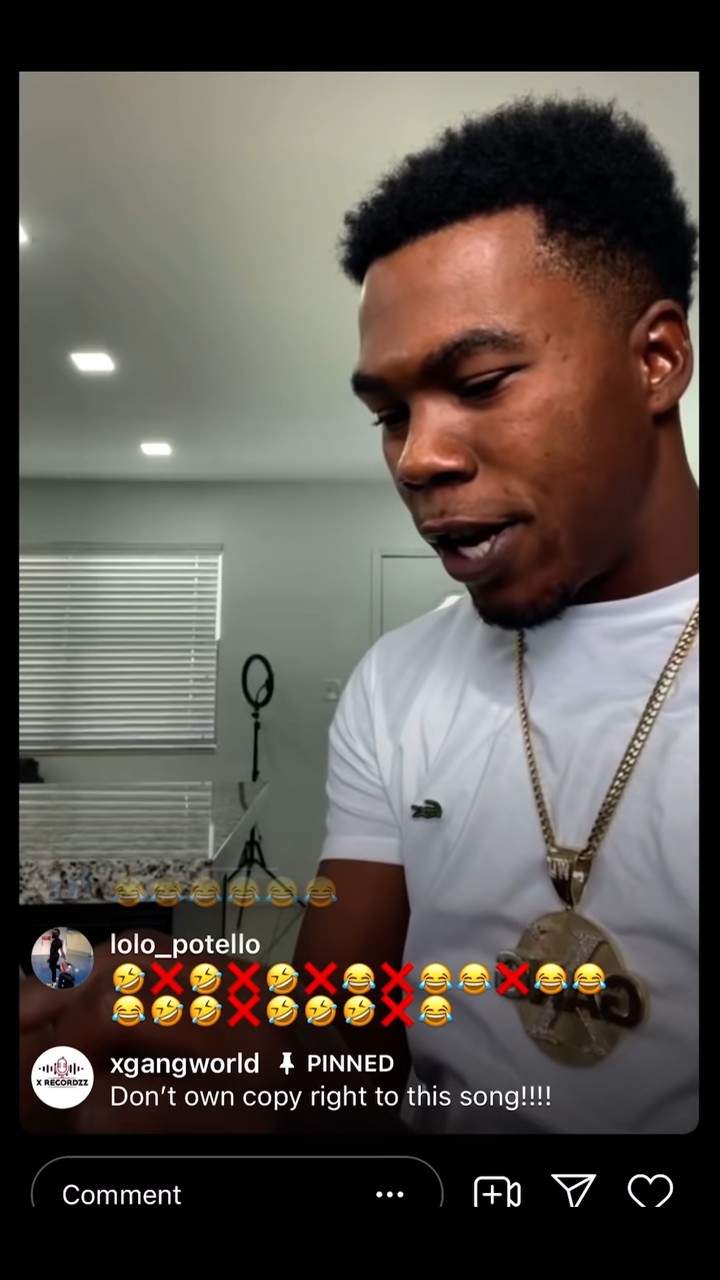 lolo_potello
🤣❌🤣❌🤣❌😂❌😂😂❌😂😂
😂🤣🤣❌🤣🤣🤣❌😂
X RECORDZZ
xgangworld 📌 PINNED
Don’t own copy right to this song!!!!
Comment